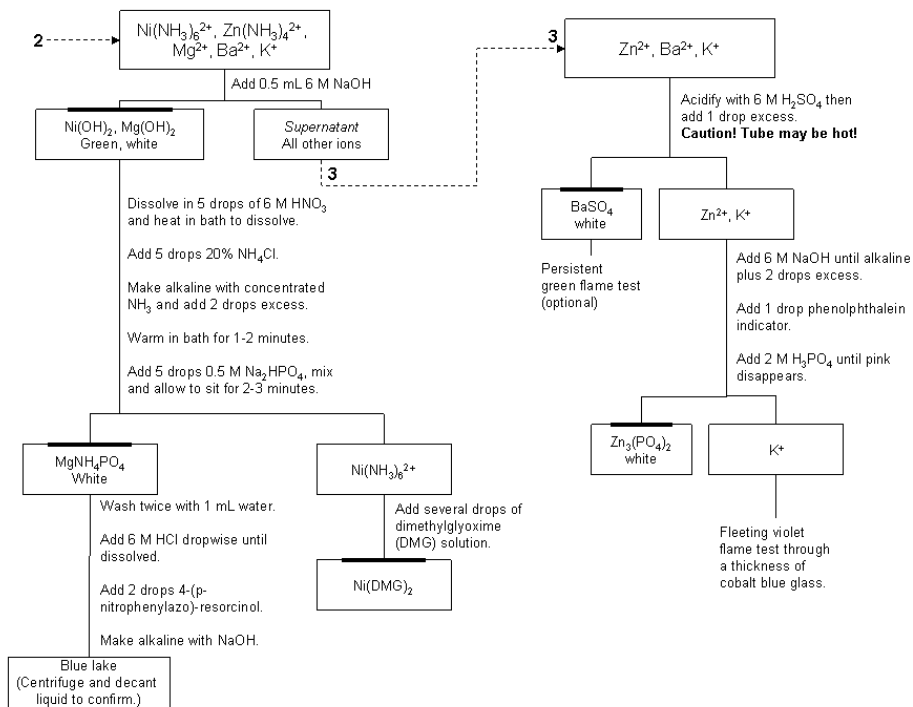 2
Ni(NH₃)₆²⁺, Zn(NH₃)₄²⁺,
Mg²⁺, Ba²⁺, K⁺
Add 0.5 mL 6 M NaOH
Ni(OH)₂, Mg(OH)₂
Green, white
Supernatant
All other ions
3
Dissolve in 5 drops of 6 M HNO₃
and heat in bath to dissolve.
Add 5 drops 20% NH₄Cl.
Make alkaline with concentrated
NH₃ and add 2 drops excess.
Warm in bath for 1-2 minutes.
Add 5 drops 0.5 M Na₂HPO₄, mix
and allow to sit for 2-3 minutes.
MgNH₄PO₄
White
Ni(NH₃)₆²⁺
Wash twice with 1 mL water.
Add 6 M HCl dropwise until
dissolved.
Add 2 drops 4-(p-
nitrophenylazo)-resorcinol.
Make alkaline with NaOH.
Add several drops of
dimethylglyoxime
(DMG) solution.
Ni(DMG)₂
Blue lake
(Centrifuge and decant
liquid to confirm.)
3
Zn²⁺, Ba²⁺, K⁺
Acidify with 6 M H₂SO₄ then
add 1 drop excess.
Caution! Tube may be hot!
BaSO₄
white
Zn²⁺, K⁺
Persistent
green flame test
(optional)
Add 6 M NaOH until alkaline
plus 2 drops excess.
Add 1 drop phenolphthalein
indicator.
Add 2 M H₃PO₄ until pink
disappears.
Zn₃(PO₄)₂
white
K⁺
Fleeting violet
flame test through
a thickness of
cobalt blue glass.